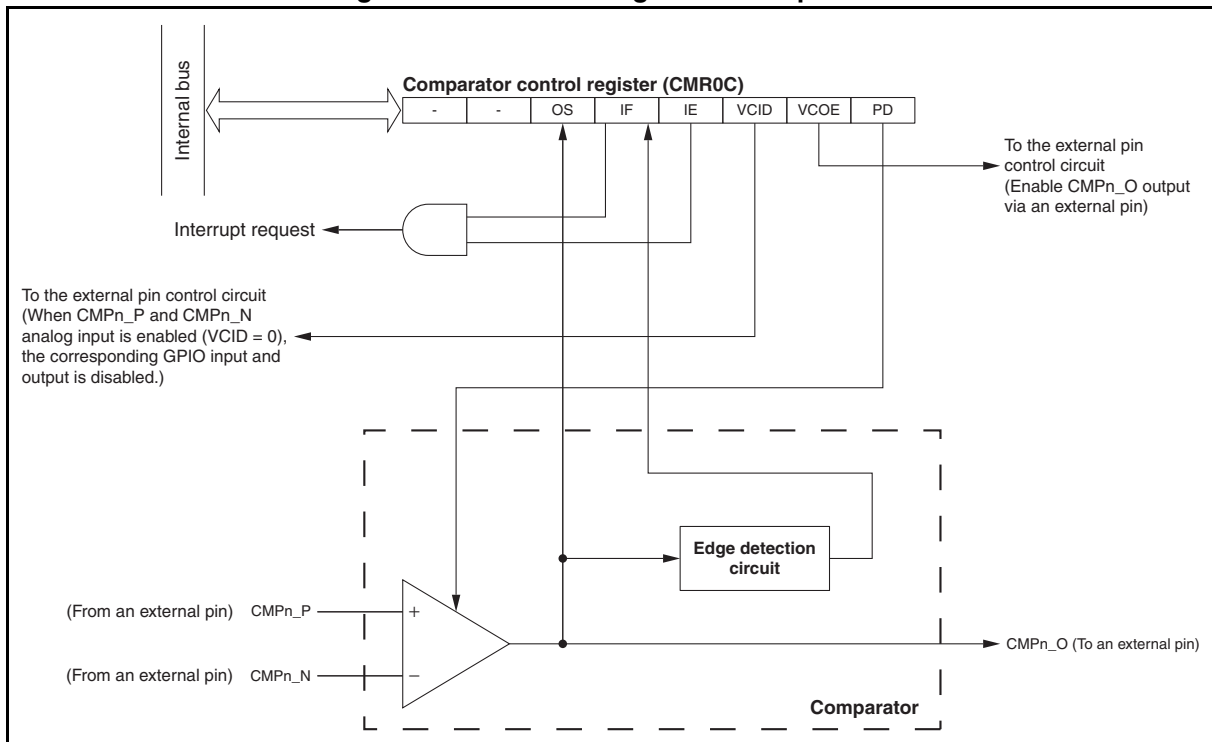 Internal bus
Comparator control register (CMR0C)
- - OS IF IE VCID VCOE PD
To the external pin
control circuit
(Enable CMPn_O output
via an external pin)
Interrupt request
To the external pin control circuit
(When CMPn_P and CMPn_N
analog input is enabled (VCID = 0),
the corresponding GPIO input and
output is disabled.)
Edge detection
circuit
(From an external pin) CMPn_P
+
CMPn_O (To an external pin)
(From an external pin) CMPn_N
−
Comparator